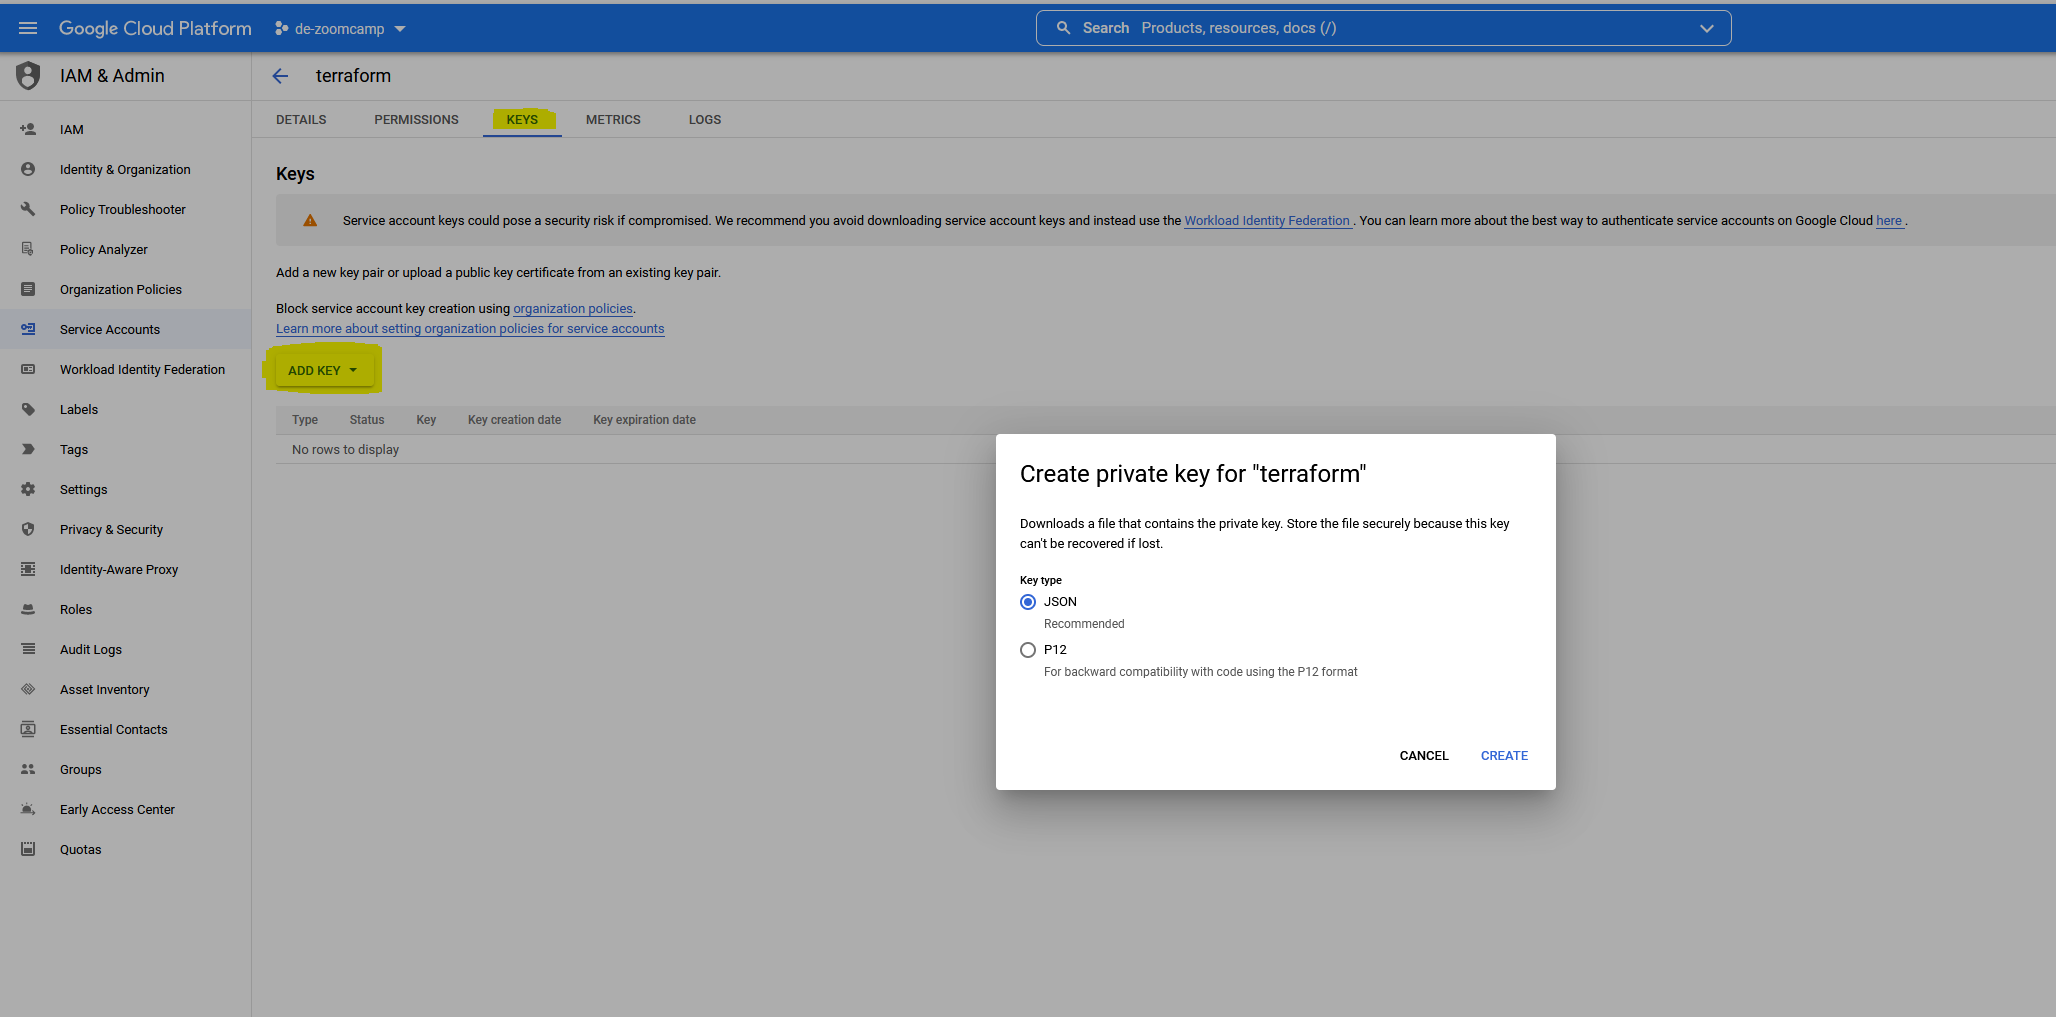 Google Cloud Platform
de-zoomcamp
Search Products, resources, docs (/)
IAM & Admin
terraform
IAM
Identity & Organization
Policy Troubleshooter
Policy Analyzer
Organization Policies
Service Accounts
Workload Identity Federation
Labels
Tags
Settings
Privacy & Security
Identity-Aware Proxy
Roles
Audit Logs
Asset Inventory
Essential Contacts
Groups
Early Access Center
Quotas
DETAILS PERMISSIONS KEYS METRICS LOGS
Keys
Service account keys could pose a security risk if compromised. We recommend you avoid downloading service account keys and instead use the Workload Identity Federation . You can learn more about the best way to authenticate service accounts on Google Cloud here .
Add a new key pair or upload a public key certificate from an existing key pair.
Block service account key creation using organization policies.
Learn more about setting organization policies for service accounts
ADD KEY
Type Status Key Key creation date Key expiration date
No rows to display
Create private key for "terraform"
Downloads a file that contains the private key. Store the file securely because this key
can't be recovered if lost.
Key type
JSON
Recommended
P12
For backward compatibility with code using the P12 format
CANCEL CREATE